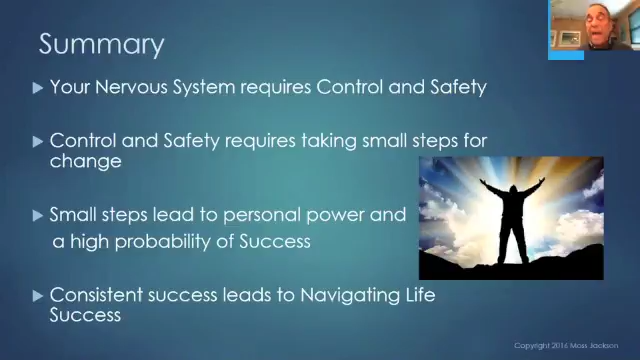 Summary
Your Nervous System requires Control and Safety
Control and Safety requires taking small steps for
change
Small steps lead to personal power and
a high probability of Success
Consistent success leads to Navigating Life
Success
Copyright 2016 Moss Jackson